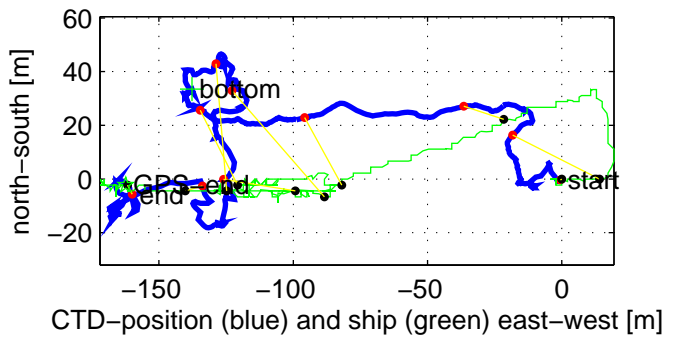 60
40
20
0
−20
north−south [m]
bottom
GPS−end
end
start
−150
−100
−50
0
CTD−position (blue) and ship (green) east−west [m]